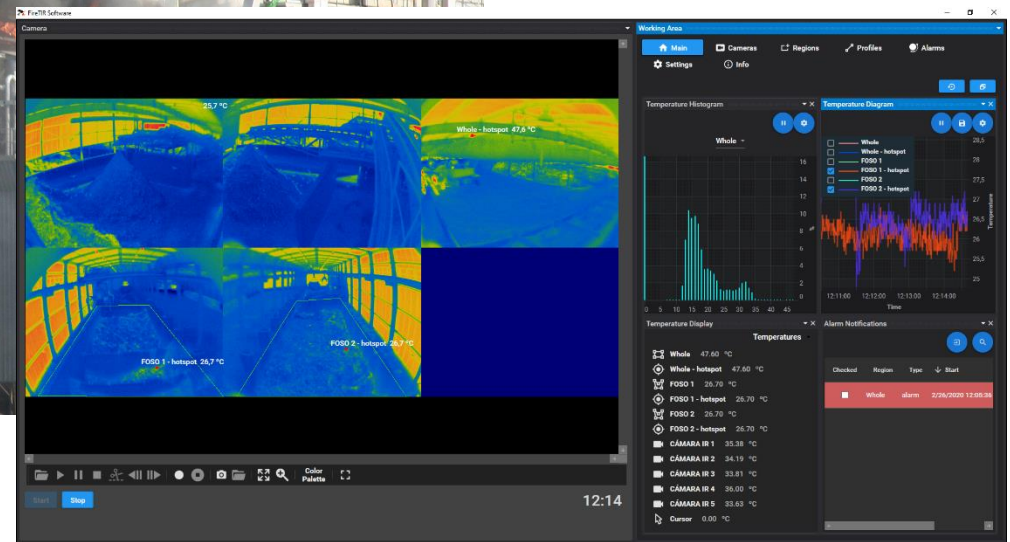 FireTIR Software
Camera
25,7 °C
Whole - hotspot 47,6 °C
FOSO 1 - hotspot 26,7 °C
FOSO 2 - hotspot 26,7 °C
Color
Palette
Start Stop
12:14
Working Area
Main Cameras Regions Profiles Alarms
Settings Info
Temperature Histogram
Whole
16
14
12
10
8 %
6
4
2
0
0 5 10 15 20 25 30 35 40 45
Temperature Diagram
Whole
Whole - hotspot
FOSO 1
FOSO 1 - hotspot
FOSO 2
FOSO 2 - hotspot
28,5
28
27,5
27
26,5
26
25,5
25
Temperature
12:11:00 12:12:00 12:13:00 12:14:00
Time
Temperature Display
Temperatures
Whole 47.60 °C
Whole - hotspot 47.60 °C
FOSO 1 26.70 °C
FOSO 1 - hotspot 26.70 °C
FOSO 2 26.70 °C
FOSO 2 - hotspot 26.70 °C
CÁMARA IR 1 35.38 °C
CÁMARA IR 2 34.19 °C
CÁMARA IR 3 33.81 °C
CÁMARA IR 4 36.00 °C
CÁMARA IR 5 33.63 °C
Cursor 0.00 °C
Alarm Notifications
Checked Region Type Start
Whole alarm 2/26/2020 12:00:36